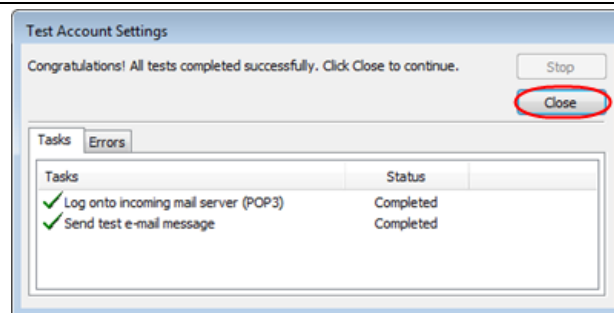 Test Account Settings
Congratulations! All tests completed successfully. Click Close to continue.
Stop
Close
Tasks Errors
Tasks Status
Log onto incoming mail server (POP3) Completed
Send test e-mail message Completed